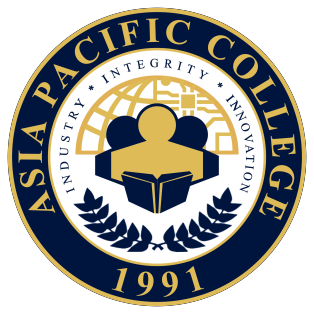 ASIA PACIFIC COLLEGE
INDUSTRY * INTEGRITY * INNOVATION
1991